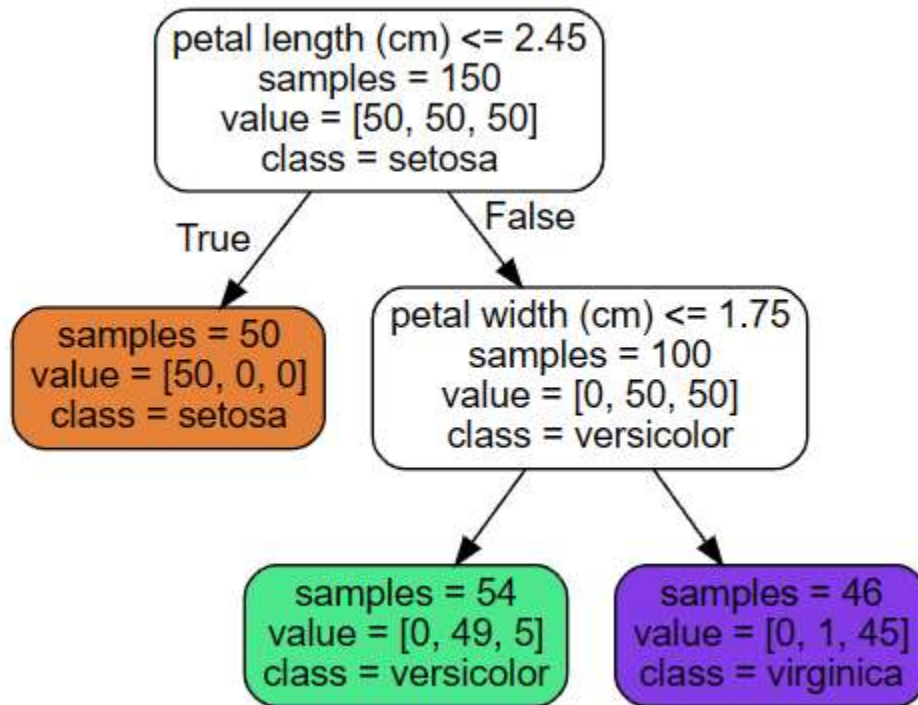 petal length (cm) <= 2.45
samples = 150
value = [50, 50, 50]
class = setosa
True
False
samples = 50
value = [50, 0, 0]
class = setosa
petal width (cm) <= 1.75
samples = 100
value = [0, 50, 50]
class = versicolor
samples = 54
value = [0, 49, 5]
class = versicolor
samples = 46
value = [0, 1, 45]
class = virginica